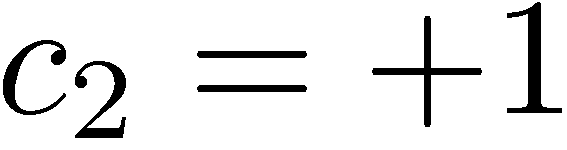 c₂ = +1